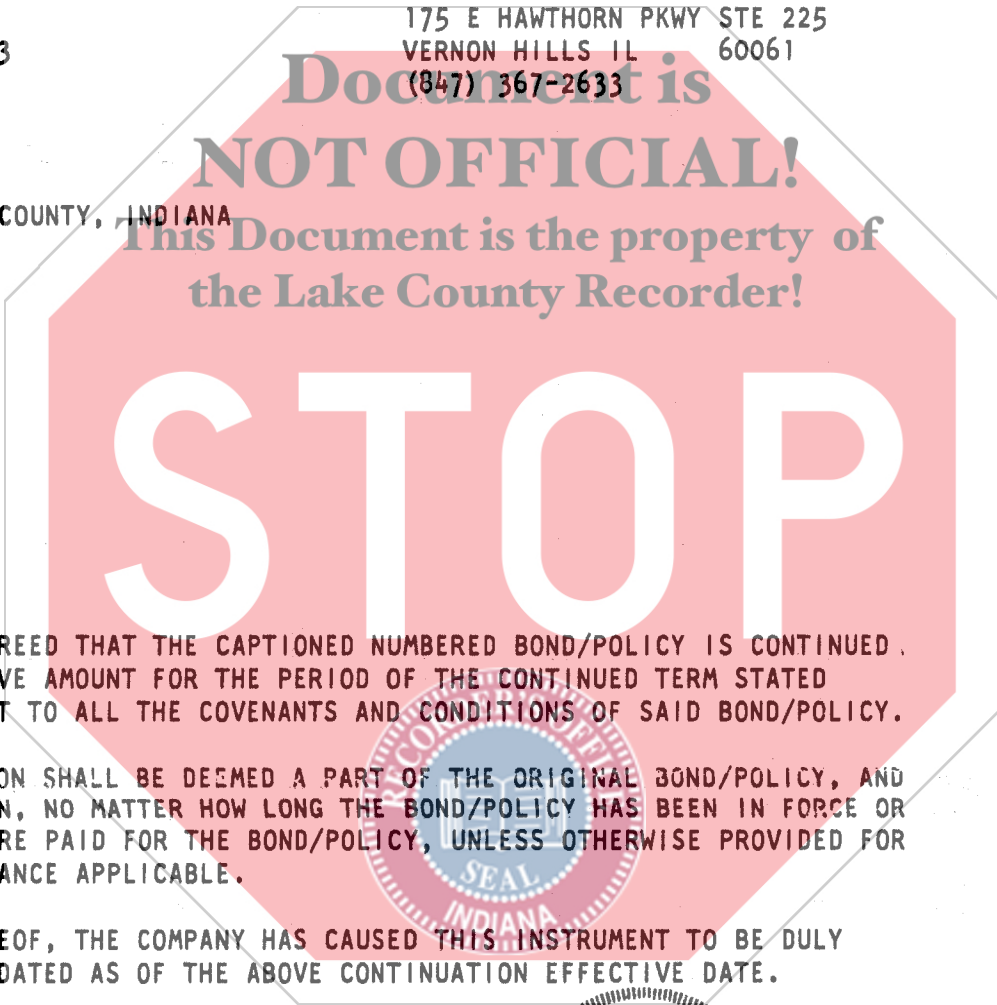 175 E HAWTHORN PKWY STE 225
3 VERNON HILLS IL 60061
(847) 367-2633
Document is
NOT OFFICIAL!
COUNTY, INDIANA
This Document is the property of
the Lake County Recorder!
STOP
REED THAT THE CAPTIONED NUMBERED BOND/POLICY IS CONTINUED.
VE AMOUNT FOR THE PERIOD OF THE CONTINUED TERM STATED
T TO ALL THE COVENANTS AND CONDITIONS OF SAID BOND/POLICY.
ON SHALL BE DEEMED A PART OF THE ORIGINAL BOND/POLICY, AND
N, NO MATTER HOW LONG THE BOND/POLICY HAS BEEN IN FORCE OR
RE PAID FOR THE BOND/POLICY, UNLESS OTHERWISE PROVIDED FOR
ANCE APPLICABLE.
EOF, THE COMPANY HAS CAUSED THIS INSTRUMENT TO BE DULY
DATED AS OF THE ABOVE CONTINUATION EFFECTIVE DATE.
RECORDER'S OFFICE
SEAL
INDIANA